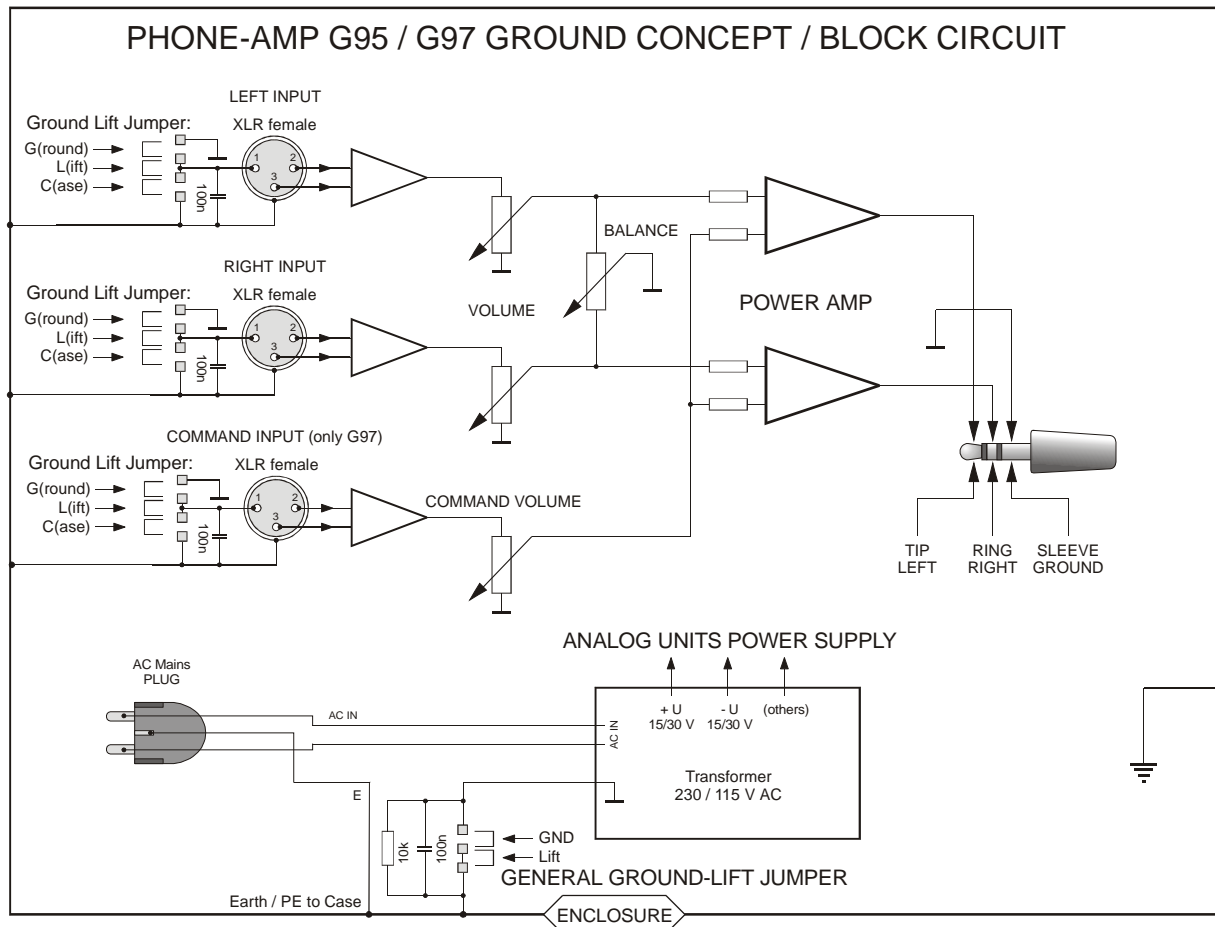 PHONE-AMP G95 / G97 GROUND CONCEPT / BLOCK CIRCUIT
LEFT INPUT
Ground Lift Jumper:
XLR female
G(round)
L(ift)
C(ase)
100n
1
2
3
RIGHT INPUT
Ground Lift Jumper:
XLR female
G(round)
L(ift)
C(ase)
100n
1
2
3
BALANCE
VOLUME
POWER AMP
COMMAND INPUT (only G97)
Ground Lift Jumper:
XLR female
G(round)
L(ift)
C(ase)
100n
1
2
3
COMMAND VOLUME
TIP
LEFT
RING
RIGHT
SLEEVE
GROUND
ANALOG UNITS POWER SUPPLY
AC Mains
PLUG
AC IN
AC IN
+ U
15/30 V
- U
15/30 V
(others)
Transformer
230 / 115 V AC
E
10k
100n
GND
Lift
GENERAL GROUND-LIFT JUMPER
Earth / PE to Case
ENCLOSURE